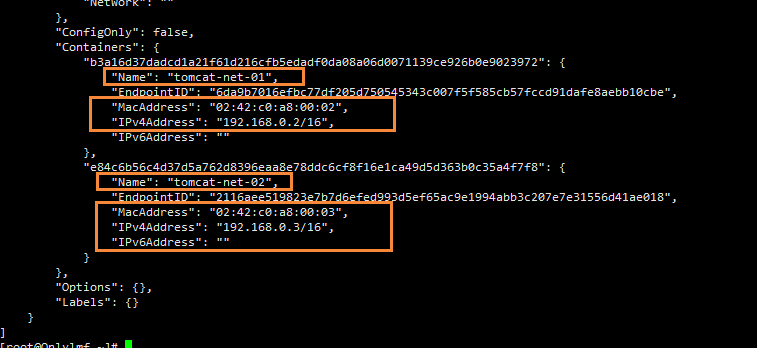 "Network": ""
},
"ConfigOnly": false,
"Containers": {
"b3a16d37dadcd1a21f61d216cfb5edadf0da08a06d0071139ce926b0e9023972": {
"Name": "tomcat-net-01",
"EndpointID": "6da9b7016efbc77df205d750545343c007f5f585cb57fccd91dafe8aebb10cbe",
"MacAddress": "02:42:c0:a8:00:02",
"IPv4Address": "192.168.0.2/16",
"IPv6Address": ""
},
"e84c6b56c4d37d5a762d8396eaa8e78ddc6cf8f16e1ca49d5d363b0c35a4f7f8": {
"Name": "tomcat-net-02",
"EndpointID": "2116aee519823e7b7d6efed993d5ef65ac9e1994abb3c207e7e31556d41ae018",
"MacAddress": "02:42:c0:a8:00:03",
"IPv4Address": "192.168.0.3/16",
"IPv6Address": ""
}
},
"Options": {},
"Labels": {}
}
]
[root@Onlylmf ~]#